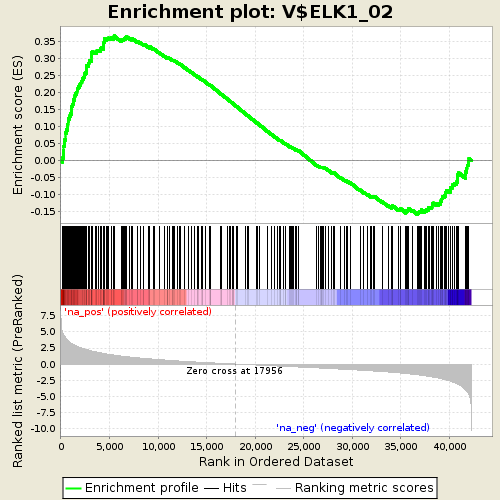 Enrichment plot: V$ELK1_02
Enrichment score (ES)
0.35
0.30
0.25
0.20
0.15
0.10
0.05
0.00
-0.05
-0.10
-0.15
Ranked list metric (PreRanked)
7.5
5.0
2.5
0.0
-2.5
-5.0
-7.5
-10.0
'na_pos' (positively correlated)
Zero cross at 17956
'na_neg' (negatively correlated)
0 5,000 10,000 15,000 20,000 25,000 30,000 35,000 40,000
Rank in Ordered Dataset
Enrichment profile Hits Ranking metric scores